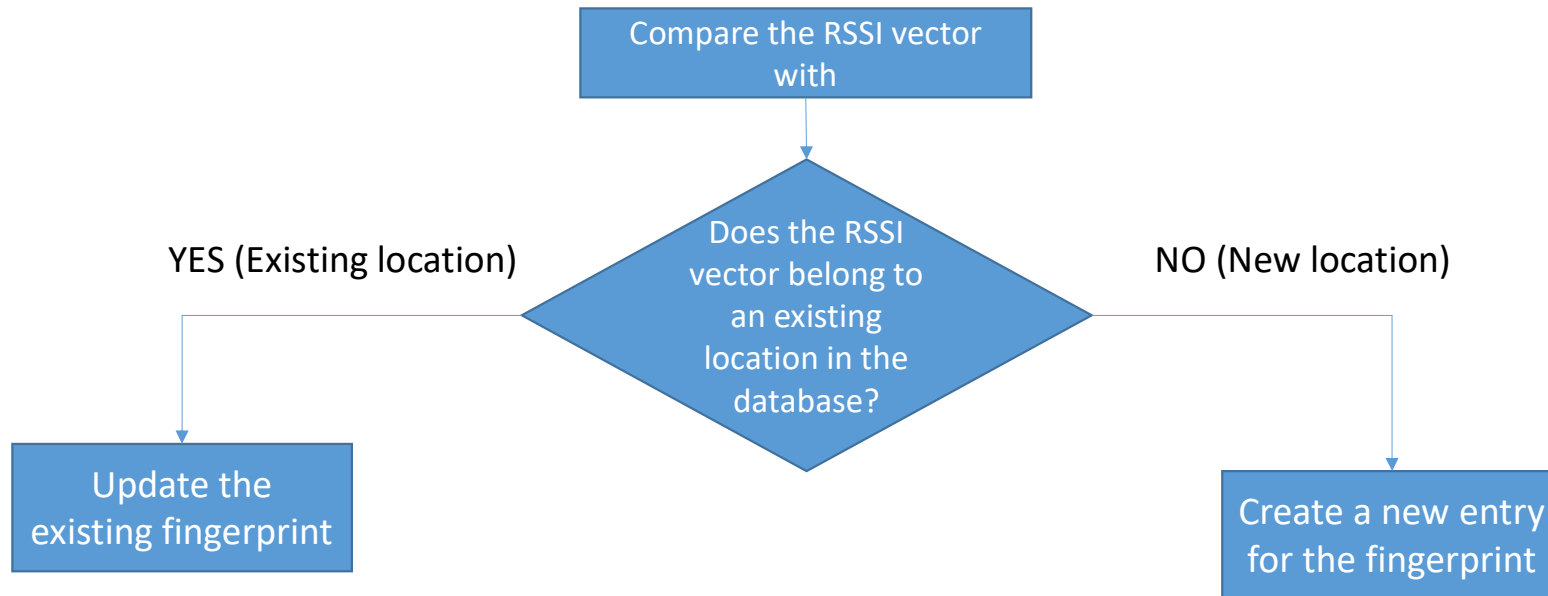 Compare the RSSI vector
with
Does the RSSI
vector belong to
an existing
location in the
database?
YES (Existing location)
NO (New location)
Update the
existing fingerprint
Create a new entry
for the fingerprint